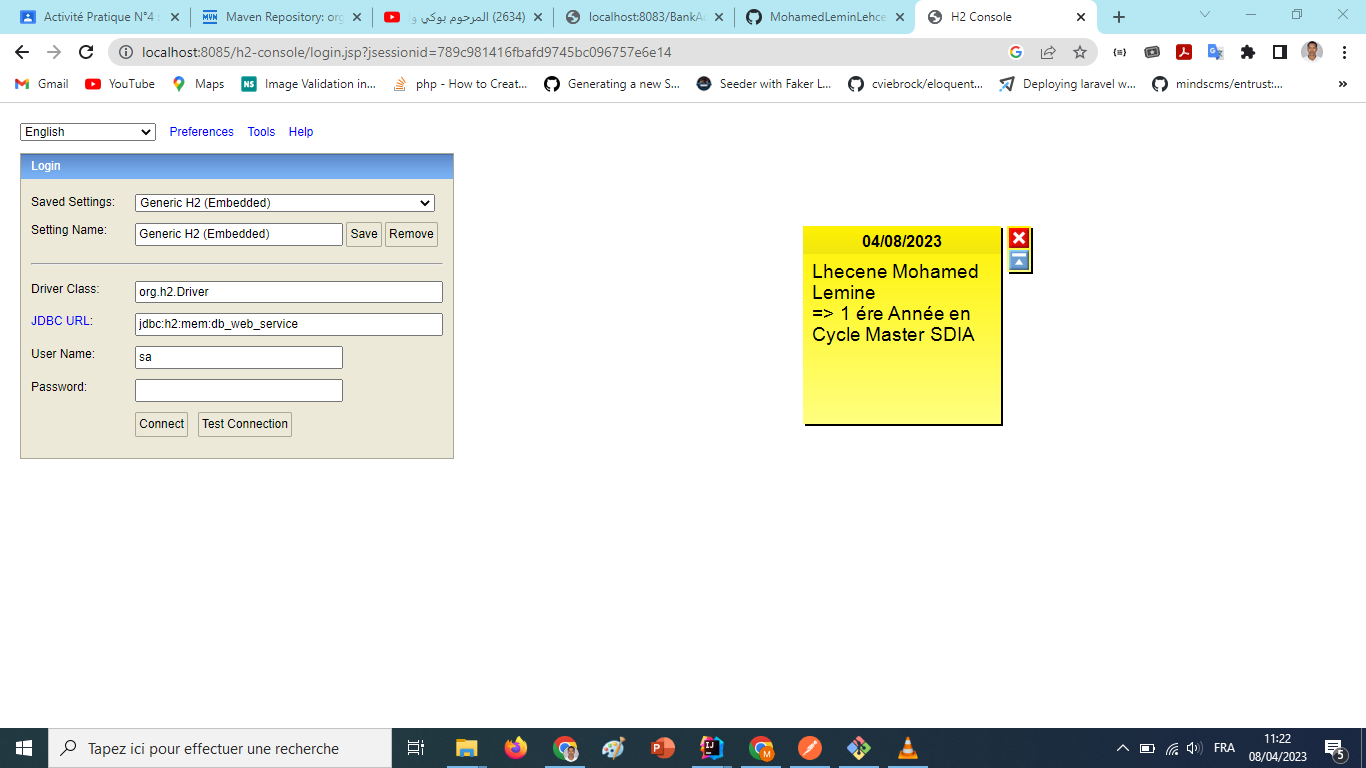 Activité Pratique N°4
Maven Repository: org
(2634) المرحوم بوكي
localhost:8083/BankAc
MohamedLeminLehce
H2 Console
localhost:8085/h2-console/login.jsp?jsessionid=789c981416fbafd9745bc096757e6e14
Gmail
YouTube
Maps
Image Validation in...
php - How to Creat...
Generating a new S...
Seeder with Faker L...
cviebrock/eloquent...
Deploying laravel w...
mindscms/entrust:...
»
English
Preferences
Tools
Help
Login
Saved Settings:
Generic H2 (Embedded)
Setting Name:
Generic H2 (Embedded)
Save
Remove
Driver Class:
org.h2.Driver
JDBC URL:
jdbc:h2:mem:db_web_service
User Name:
sa
Password:
Connect
Test Connection
04/08/2023
Lhecene Mohamed
Lemine
=> 1 ére Année en
Cycle Master SDIA
Tapez ici pour effectuer une recherche
FRA
11:22
08/04/2023
5